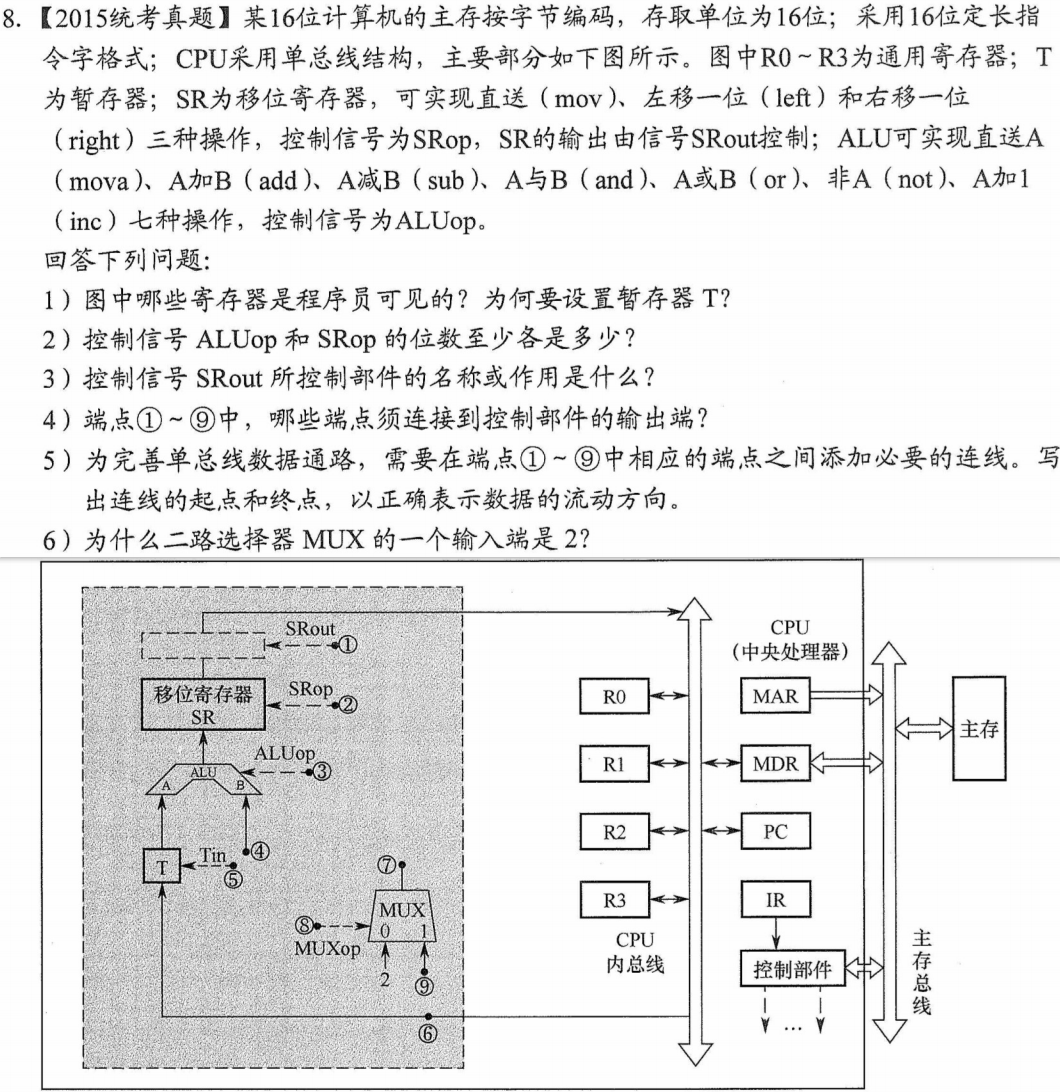 8.【2015统考真题】某16位计算机的主存按字节编码，存取单位为16位；采用16位定长指
令字格式；CPU采用单总线结构，主要部分如下图所示。图中R0~R3为通用寄存器；T
为暂存器；SR为移位寄存器，可实现直送（mov）、左移一位（left）和右移一位
（right）三种操作，控制信号为SRop，SR的输出由信号SRout控制；ALU可实现直送A
（mova）、A加B（add）、A减B（sub）、A与B（and）、A或B（or）、非A（not）、A加1
（inc）七种操作，控制信号为ALUop。
回答下列问题：
1）图中哪些寄存器是程序员可见的？为何要设置暂存器 T？
2）控制信号 ALUop 和 SRop 的位数至少各是多少？
3）控制信号 SRout 所控制部件的名称或作用是什么？
4）端点①~⑨中，哪些端点须连接到控制部件的输出端？
5）为完善单总线数据通路，需要在端点①~⑨中相应的端点之间添加必要的连线。写
出连线的起点和终点，以正确表示数据的流动方向。
6）为什么二路选择器 MUX 的一个输入端是 2？
SRout
①
移位寄存器
SR
SRop
②
ALUop
③
ALU
A
B
④
T
Tin
⑤
⑦
MUX
0
1
⑧
MUXop
2
⑨
⑥
R0
R1
R2
R3
CPU
内总线
CPU
（中央处理器）
MAR
MDR
PC
IR
控制部件
...
主存
主存总线